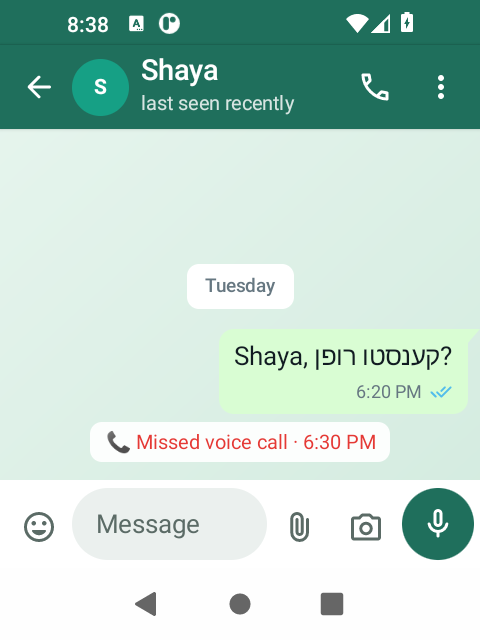 8:38
Shaya
S
last seen recently
Tuesday
Shaya, קענסטו רופן?
6:20 PM
Missed voice call · 6:30 PM
Message